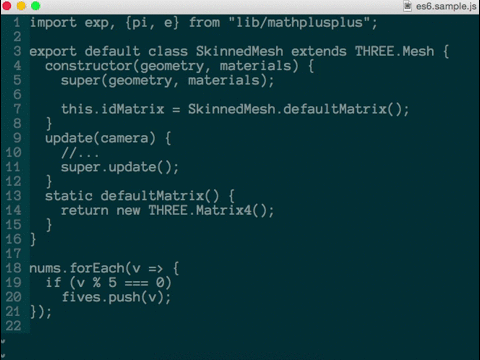 es6.sample.js
1 import exp, {pi, e} from "lib/mathplusplus";
2
3 export default class SkinnedMesh extends THREE.Mesh {
4   constructor(geometry, materials) {
5     super(geometry, materials);
6
7     this.idMatrix = SkinnedMesh.defaultMatrix();
8   }
9   update(camera) {
10     //...
11     super.update();
12   }
13   static defaultMatrix() {
14     return new THREE.Matrix4();
15   }
16 }
17
18 nums.forEach(v => {
19   if (v % 5 === 0)
20     fives.push(v);
21 });
22